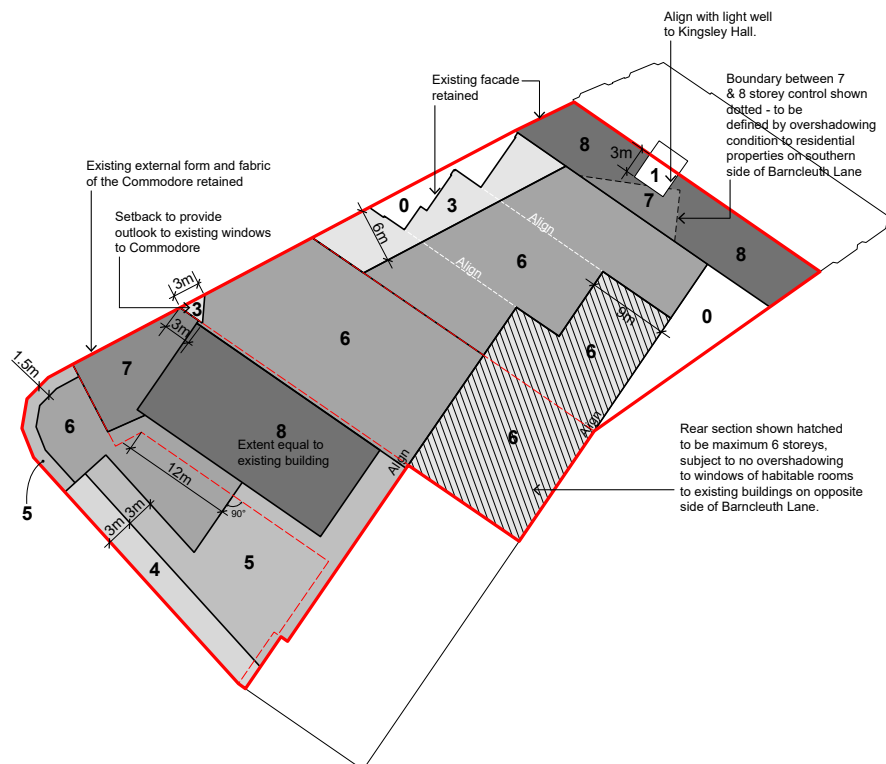 Align with light well
to Kingsley Hall.
Existing facade
retained
Boundary between 7
& 8 storey control shown
dotted - to be
defined by overshadowing
condition to residential
properties on southern
side of Barncleuth Lane
Existing external form and fabric
of the Commodore retained
Setback to provide
outlook to existing windows
to Commodore
8
3m
1
7
8
0
3
6m
Align
Align
6
9m
0
3m
3
3m
6
6
6
7
1.5m
6
5
8
Extent equal to
existing building
Align
Align
12m
90°
3m
3m
4
5
Rear section shown hatched
to be maximum 6 storeys,
subject to no overshadowing
to windows of habitable rooms
to existing buildings on opposite
side of Barncleuth Lane.